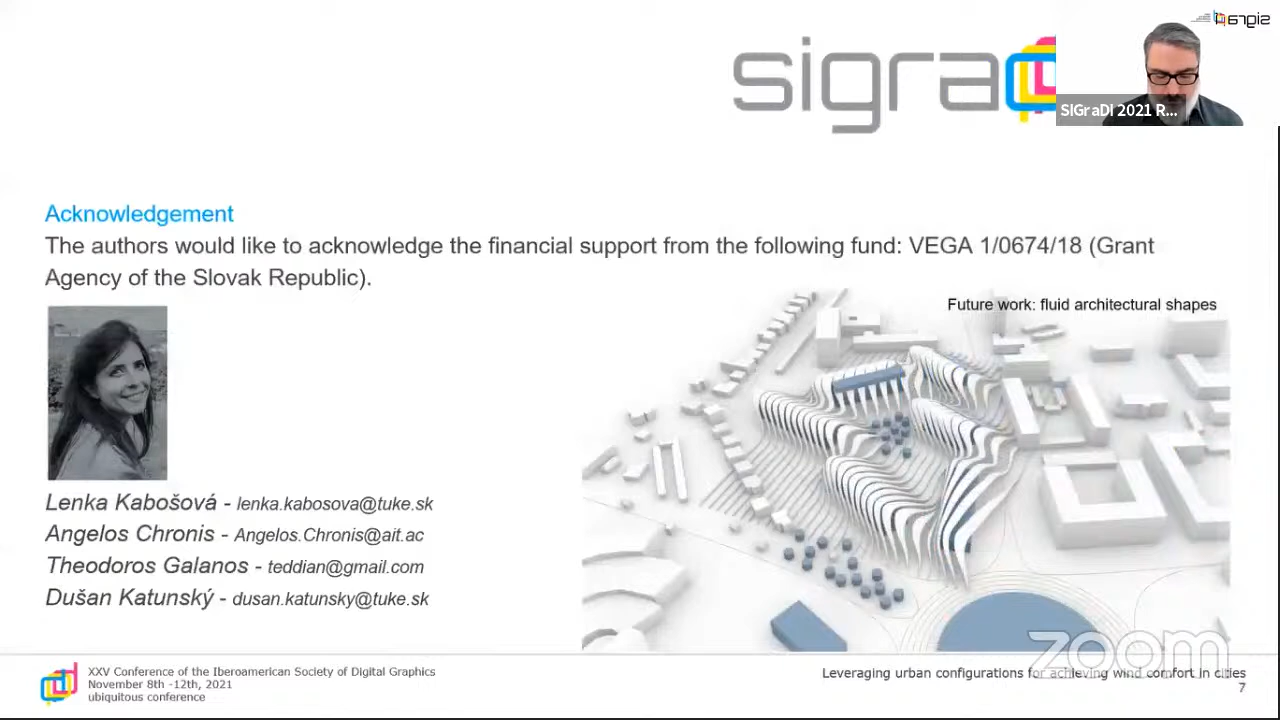 sigradi
SIGraDI 2021 R...
sigra
Acknowledgement
The authors would like to acknowledge the financial support from the following fund: VEGA 1/0674/18 (Grant
Agency of the Slovak Republic).
Future work: fluid architectural shapes
Lenka Kabošová - lenka.kabosova@tuke.sk
Angelos Chronis - Angelos.Chronis@ait.ac
Theodoros Galanos - teddian@gmail.com
Dušan Katunský - dusan.katunsky@tuke.sk
zoom
XXV Conference of the Iberoamerican Society of Digital Graphics
November 8th -12th, 2021
ubiquitous conference
Leveraging urban configurations for achieving wind comfort in cities
7